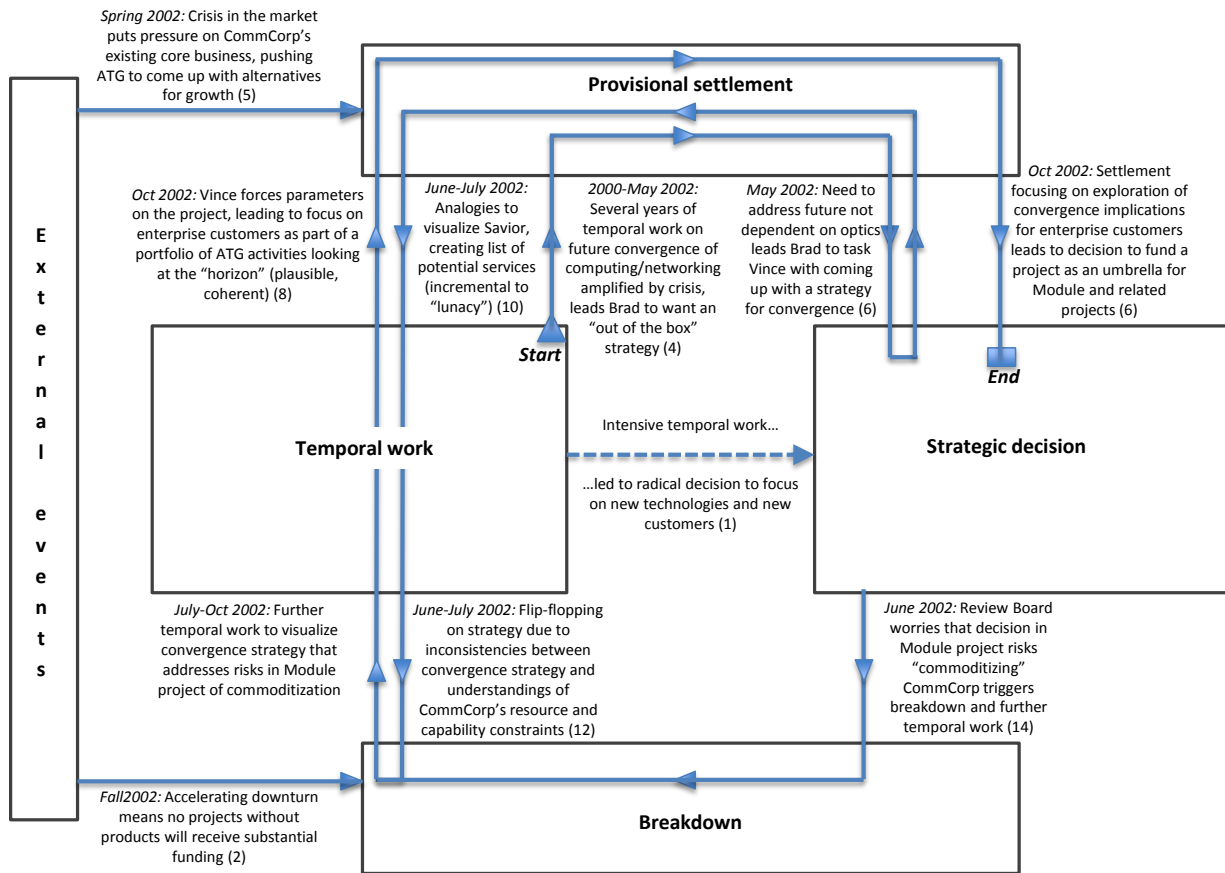 Spring 2002: Crisis in the market
puts pressure on CommCorp’s
existing core business, pushing
ATG to come up with alternatives
for growth (5)
Provisional settlement
Oct 2002: Vince forces parameters
on the project, leading to focus on
enterprise customers as part of a
portfolio of ATG activities looking
at the “horizon” (plausible,
coherent) (8)
June-July 2002:
Analogies to
visualize Savior,
creating list of
potential services
(incremental to
“lunacy”) (10)
2000-May 2002:
Several years of
temporal work on
future convergence of
computing/networking
amplified by crisis,
leads Brad to want an
“out of the box”
strategy (4)
May 2002: Need to
address future not
dependent on optics
leads Brad to task
Vince with coming
up with a strategy
for convergence (6)
Oct 2002: Settlement
focusing on exploration of
convergence implications
for enterprise customers
leads to decision to fund a
project as an umbrella for
Module and related
projects (6)
E
x
t
e
r
n
a
l
e
v
e
n
t
s
Start
End
Temporal work
Intensive temporal work…
…led to radical decision to focus
on new technologies and new
customers (1)
Strategic decision
July-Oct 2002: Further
temporal work to visualize
convergence strategy that
addresses risks in Module
project of commoditization
June-July 2002: Flip-flopping
on strategy due to
inconsistencies between
convergence strategy and
understandings of
CommCorp’s resource and
capability constraints (12)
June 2002: Review Board
worries that decision in
Module project risks
“commoditizing”
CommCorp triggers
breakdown and further
temporal work (14)
Fall2002: Accelerating downturn
means no projects without
products will receive substantial
funding (2)
Breakdown